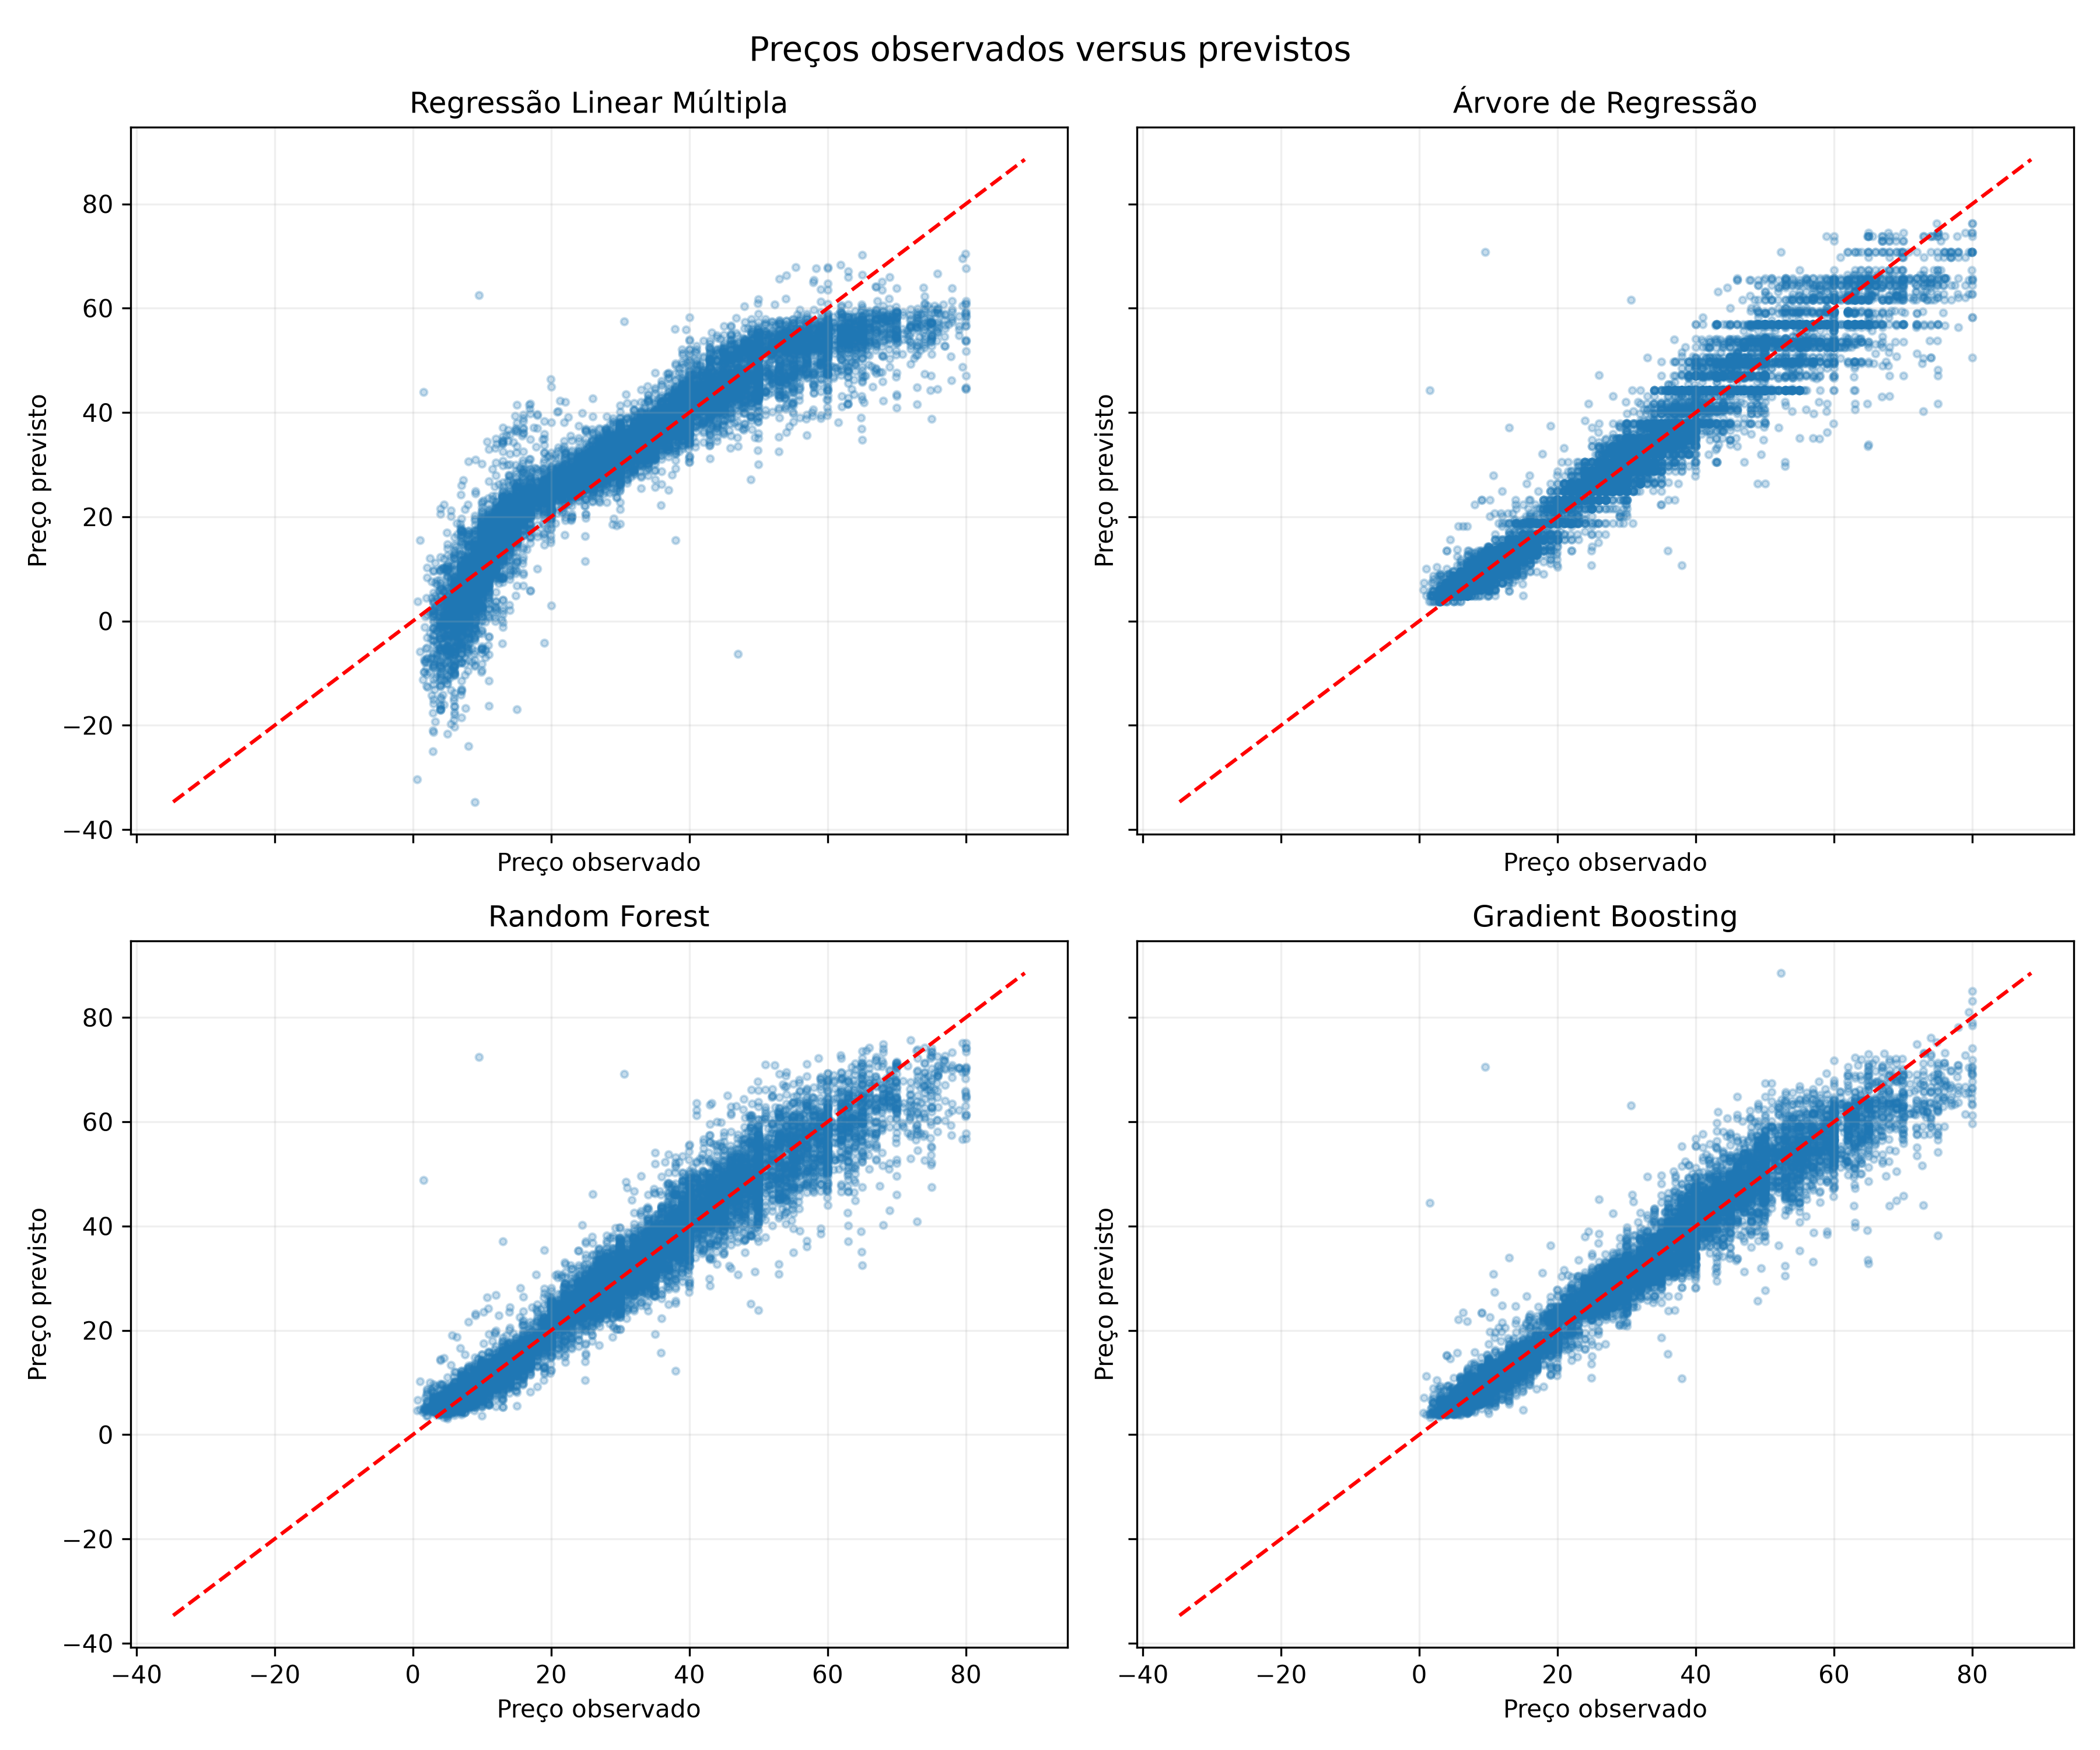 Preços observados versus previstos
Regressão Linear Múltipla
Árvore de Regressão
80
60
40
20
0
−20
−40
Preço previsto
Preço previsto
Preço observado
Preço observado
Random Forest
Gradient Boosting
80
60
40
20
0
−20
−40
Preço previsto
Preço previsto
−40 −20 0 20 40 60 80
−40 −20 0 20 40 60 80
Preço observado
Preço observado